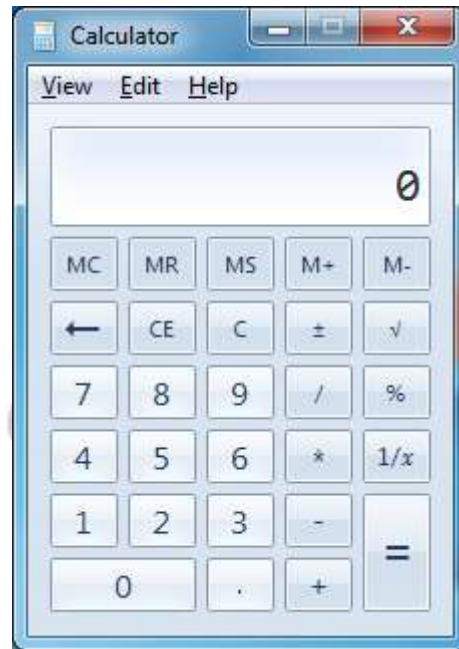 Calculator
View Edit Help
0
MC MR MS M+ M-
← CE C ± √
7 8 9 / %
4 5 6 * 1/x
1 2 3 - =
0 . +